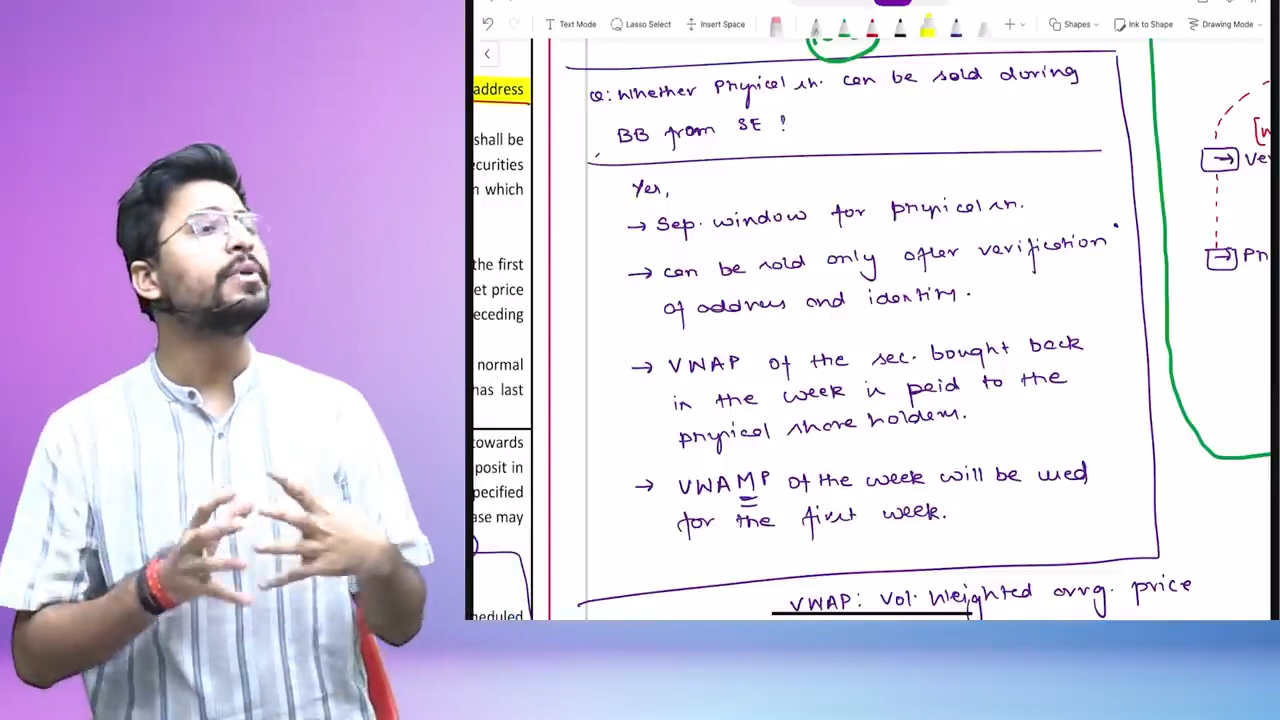 Text Mode
Lasso Select
Insert Space
Shapes
Ink to Shape
Drawing Mode
address
shall be
curities
n which
the first
et price
eceding
normal
has last
towards
posit in
pecified
ase may
neduled
Q: Whether Physical sh. can be sold during
BB from SE ?
Yes,
→ Sep. window for physical sh.
→ can be sold only after verification
of address and identity.
→ VWAP of the sec. bought back
in the week is paid to the
physical share holders.
→ VWAMP of the week will be used
for the first week.
VWAP: Vol. Weighted avrg. price
→ Ve
→ Ph